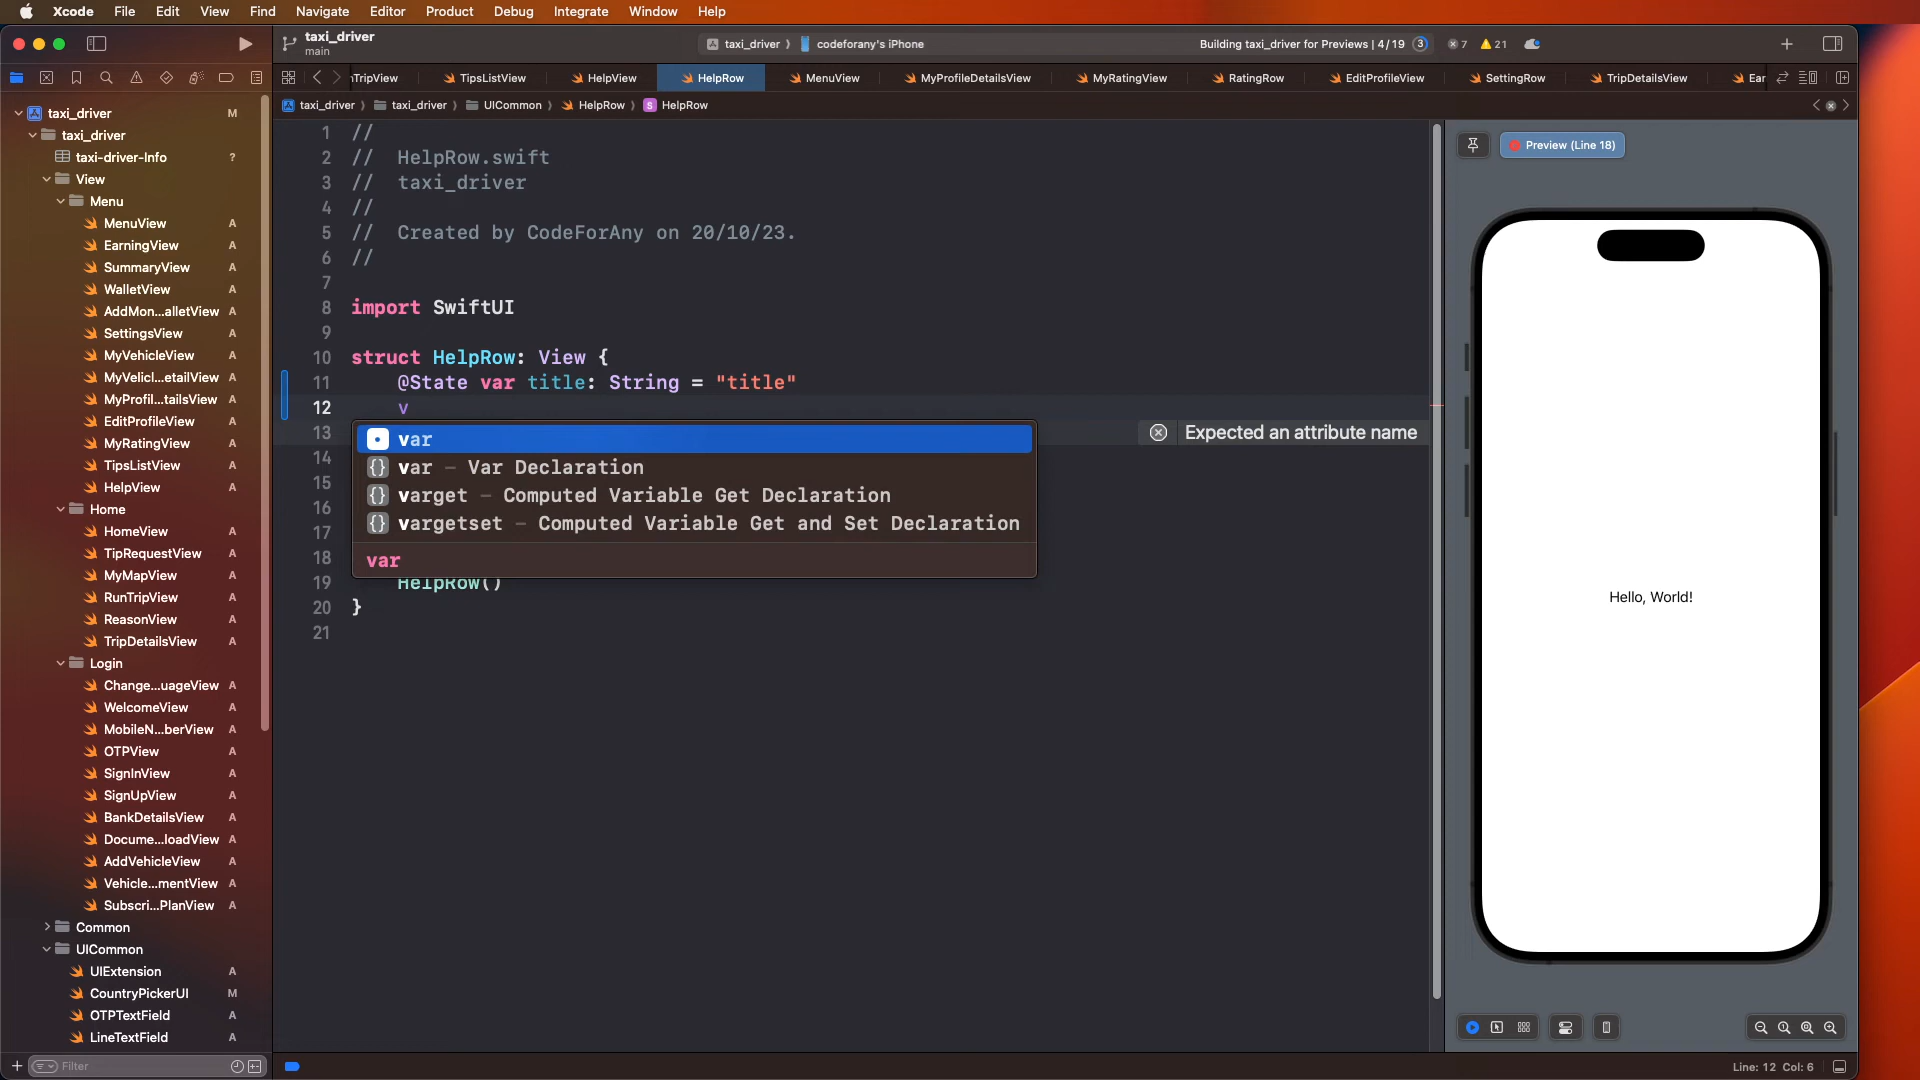 Xcode File Edit View Find Navigate Editor Product Debug Integrate Window Help
taxi_driver
main
taxi_driver ⟩ codeforany's iPhone
Building taxi_driver for Previews | 4/19 3 7 21
TripView TipsListView HelpView HelpRow MenuView MyProfileDetailsView MyRatingView RatingRow EditProfileView SettingRow TripDetailsView Ear
taxi_driver ⟩ taxi_driver ⟩ UICommon ⟩ HelpRow ⟩ S HelpRow
taxi_driver M
taxi_driver
taxi-driver-Info ?
View
Menu
MenuView A
EarningView A
SummaryView A
WalletView A
AddMon...alletView A
SettingsView A
MyVehicleView A
MyVelicl...etailView A
MyProfil...tailsView A
EditProfileView A
MyRatingView A
TipsListView A
HelpView A
Home
HomeView A
TipRequestView A
MyMapView A
RunTripView A
ReasonView A
TripDetailsView A
Login
Change...uageView A
WelcomeView A
MobileN...berView A
OTPView A
SignInView A
SignUpView A
BankDetailsView A
Docume...loadView A
AddVehicleView A
Vehicle...mentView A
Subscri...PlanView A
Common
UICommon
UIExtension A
CountryPickerUI M
OTPTextField A
LineTextField A
Filter
1 //
2 // HelpRow.swift
3 // taxi_driver
4 //
5 // Created by CodeForAny on 20/10/23.
6 //
7
8 import SwiftUI
9
10 struct HelpRow: View {
11 @State var title: String = "title"
12 v
13 Expected an attribute name
var
14
var – Var Declaration
15
varget – Computed Variable Get Declaration
16
vargetset – Computed Variable Get and Set Declaration
17
18 var
19 HelpRow()
20 }
21
Preview (Line 18)
Hello, World!
Line: 12 Col: 6